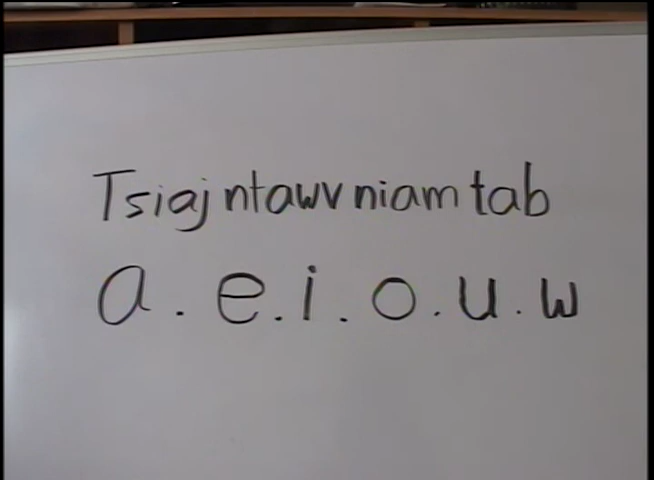 Tsiaj ntawv niam tab
a . e . i . o . u . w